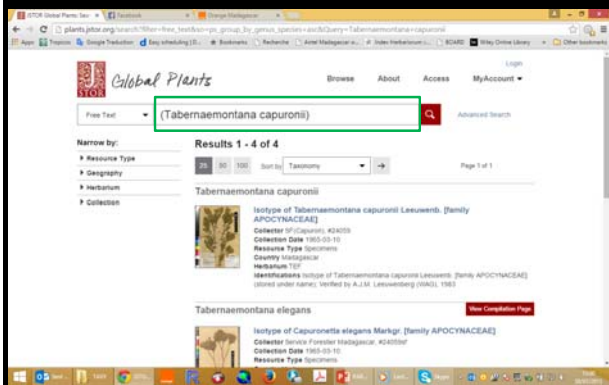 JSTOR Global Plants: Sea
Facebook
Orange Madagascar
plants.jstor.org/search?filter=free_text&so=ps_group_by_genus_species+asc&Query=Tabernaemontana+capuronii
Apps
Tropicos
Google Traduction
Bookmarks
Recherche
Index Herbariorum
Wiley Online Library
Other bookmarks
Login
JSTOR
Global Plants
Browse About Access MyAccount
Free Text
(Tabernaemontana capuronii)
Advanced Search
Narrow by:
Resource Type
Geography
Herbarium
Collection
Results 1 - 4 of 4
25 50 100 Sort by Taxonomy
Page 1 of 1
Tabernaemontana capuronii
Isotype of Tabernaemontana capuronii Leeuwenb. [family
APOCYNACEAE]
Collector SF(Capuron), #24059
Collection Date 1965-03-10
Resource Type Specimens
Country Madagascar
Herbarium TEF
Identifications Isotype of Tabernaemontana capuronii Leeuwenb. [family APOCYNACEAE]
(stored under name); Verified by A.J.M. Leeuwenberg (WAG), 1983
Tabernaemontana elegans
View Compilation Page
Isotype of Capuronetta elegans Markgr. [family APOCYNACEAE]
Collector Service Forestier Madagascar, #24059sf
Collection Date 1965-03-10
Resource Type Specimens